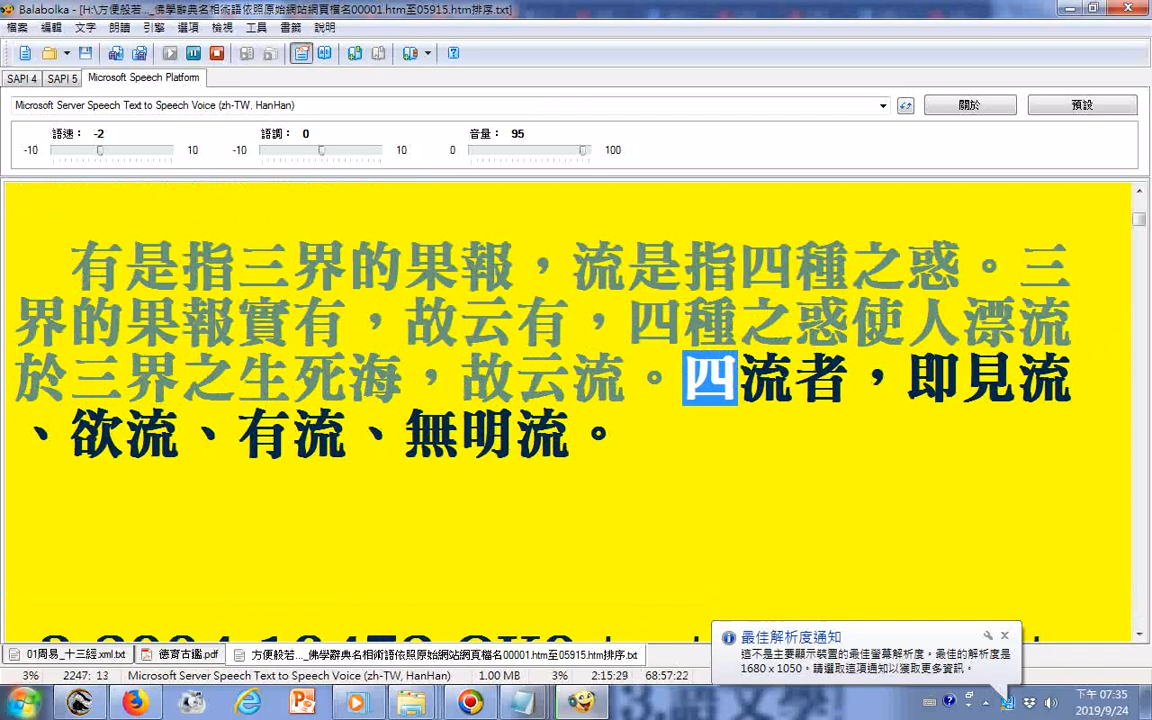 Balabolka - [H:\方便般若..._佛學辭典名相術語依照原始網站網頁檔名00001.htm至05915.htm排序.txt]
檔案 編輯 文字 朗讀 引擎 選項 檢視 工具 書籤 說明
SAPI 4 SAPI 5 Microsoft Speech Platform
Microsoft Server Speech Text to Speech Voice (zh-TW, HanHan) 關於 預設
語速： -2 語調： 0 音量： 95
-10 10 -10 10 0 100
有是指三界的果報，流是指四種之惑。三
界的果報實有，故云有，四種之惑使人漂流
於三界之生死海，故云流。四流者，即見流
、欲流、有流、無明流。
最佳解析度通知
這不是主要顯示裝置的最佳螢幕解析度。最佳的解析度是
1680 x 1050。請選取這項通知以獲取更多資訊。
01周易_十三經.xml.txt 德育古鑑.pdf 方便般若..._佛學辭典名相術語依照原始網站網頁檔名00001.htm至05915.htm排序.txt
3% 2247: 13 Microsoft Server Speech Text to Speech Voice (zh-TW, HanHan) 1.00 MB 3% 2:15:29 68:57:22
3.語文學
下午 07:35
2019/9/24